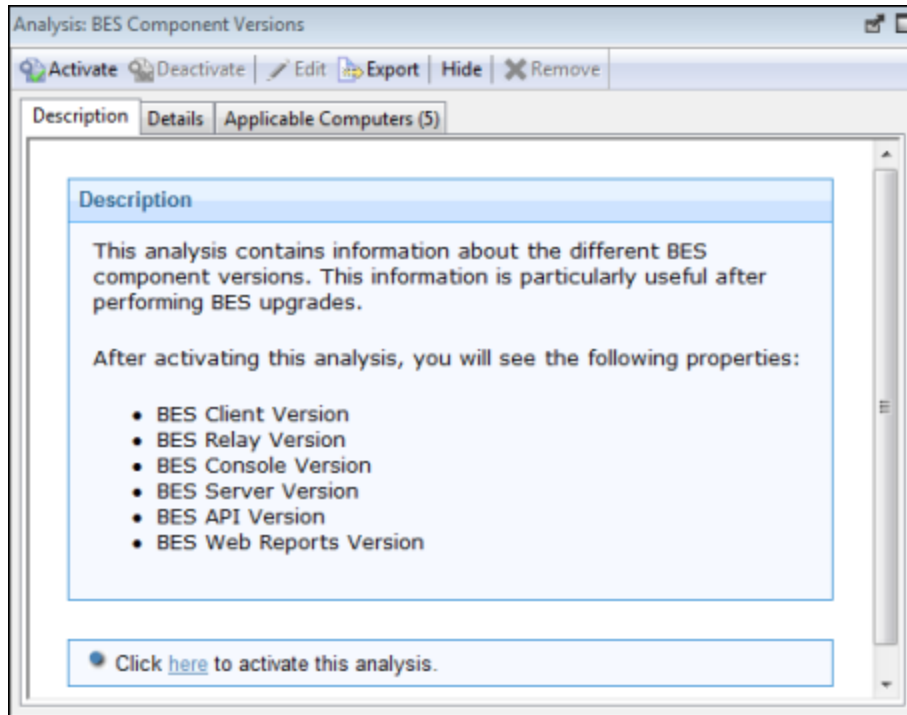 Analysis: BES Component Versions
Activate Deactivate Edit Export Hide Remove
Description Details Applicable Computers (5)
Description
This analysis contains information about the different BES
component versions. This information is particularly useful after
performing BES upgrades.
After activating this analysis, you will see the following properties:
• BES Client Version
• BES Relay Version
• BES Console Version
• BES Server Version
• BES API Version
• BES Web Reports Version
Click here to activate this analysis.